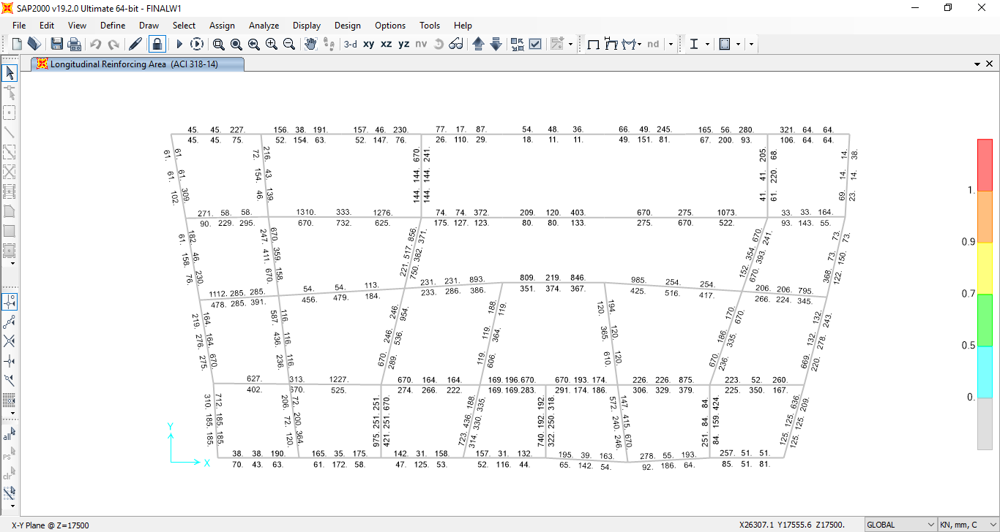 SAP2000 v19.2.0 Ultimate 64-bit - FINALW1
File Edit View Define Draw Select Assign Analyze Display Design Options Tools Help
3-d xy xz yz nv nd
Longitudinal Reinforcing Area (ACI 318-14)
45. 45. 227. 156. 38. 191. 157. 46. 230. 77. 17. 87. 54. 48. 36. 66. 49. 245. 165. 56. 280. 321. 64. 64.
45. 45. 75. 52. 154. 63. 52. 147. 76. 26. 110. 29. 18. 11. 11. 49. 151. 81. 67. 200. 93. 106. 64. 64.
61. 61. 309.
61. 61. 102.
216. 43. 139.
72. 154. 46.
144. 144. 670.
144. 144. 241.
41. 41. 205.
61. 220. 68.
69. 14. 14.
23. 14. 38.
271. 58. 58. 1310. 333. 1276. 74. 74. 372. 209. 120. 403. 670. 275. 1073. 33. 33. 164.
90. 229. 295. 670. 732. 625. 175. 127. 123. 80. 80. 133. 275. 670. 522. 93. 143. 55.
182. 46. 230.
61. 158. 76.
670. 359. 158.
247. 411. 670.
221. 517. 856.
750. 382. 371.
152. 354. 670.
670. 393. 241.
368. 73. 73.
122. 150. 73.
1112. 285. 285. 54. 54. 113. 231. 231. 893. 809. 219. 846. 985. 254. 254. 206. 206. 795.
478. 285. 391. 456. 479. 184. 233. 286. 386. 351. 374. 367. 425. 516. 417. 266. 224. 345.
164. 164. 670.
219. 276. 275.
116. 116. 116.
587. 436. 236.
670. 246. 246.
289. 536. 954.
119. 119. 188.
606. 364. 119.
194. 120. 120.
120. 365. 610.
670. 186. 170.
236. 335. 670.
669. 132. 132.
220. 278. 243.
627. 313. 1227. 670. 164. 164. 169. 196. 670. 670. 193. 174. 226. 226. 875. 223. 52. 260.
402. 670. 525. 274. 266. 222. 169. 169. 283. 291. 174. 186. 306. 329. 379. 225. 350. 167.
712. 185. 185.
310. 185. 185.
72. 200. 364.
206. 72. 120.
975. 251. 251.
421. 251. 670.
723. 436. 188.
314. 330. 335.
740. 192. 192.
322. 250. 318.
147. 415. 670.
572. 240. 246.
251. 84. 84.
84. 159. 424.
125. 125. 636.
125. 125. 209.
38. 38. 190. 165. 35. 175. 142. 31. 158. 157. 31. 132. 195. 39. 163. 278. 55. 193. 257. 51. 51.
70. 43. 63. 61. 172. 58. 47. 125. 53. 52. 116. 44. 65. 142. 54. 92. 186. 64. 85. 51. 81.
1.
0.9
0.7
0.5
0.
Y
X
all
PS
clr
X-Y Plane @ Z=17500
X26307.1 Y17555.6 Z17500.
GLOBAL
KN, mm, C